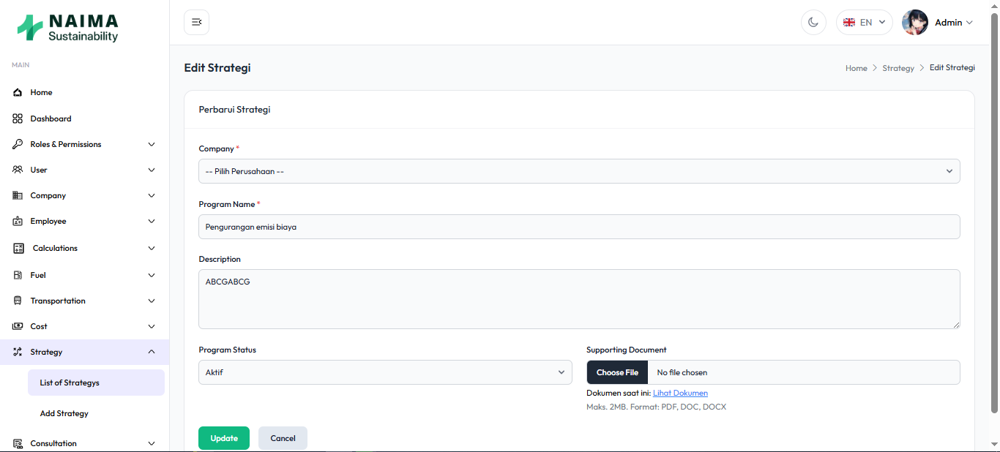 NAIMA
Sustainability
EN
Admin
MAIN
Home
Dashboard
Roles & Permissions
User
Company
Employee
Calculations
Fuel
Transportation
Cost
Strategy
List of Strategys
Add Strategy
Consultation
Edit Strategi
Home > Strategy > Edit Strategi
Perbarui Strategi
Company *
-- Pilih Perusahaan --
Program Name *
Pengurangan emisi biaya
Description
ABCGABCG
Program Status
Aktif
Supporting Document
Choose File No file chosen
Dokumen saat ini: Lihat Dokumen
Maks. 2MB. Format: PDF, DOC, DOCX
Update
Cancel